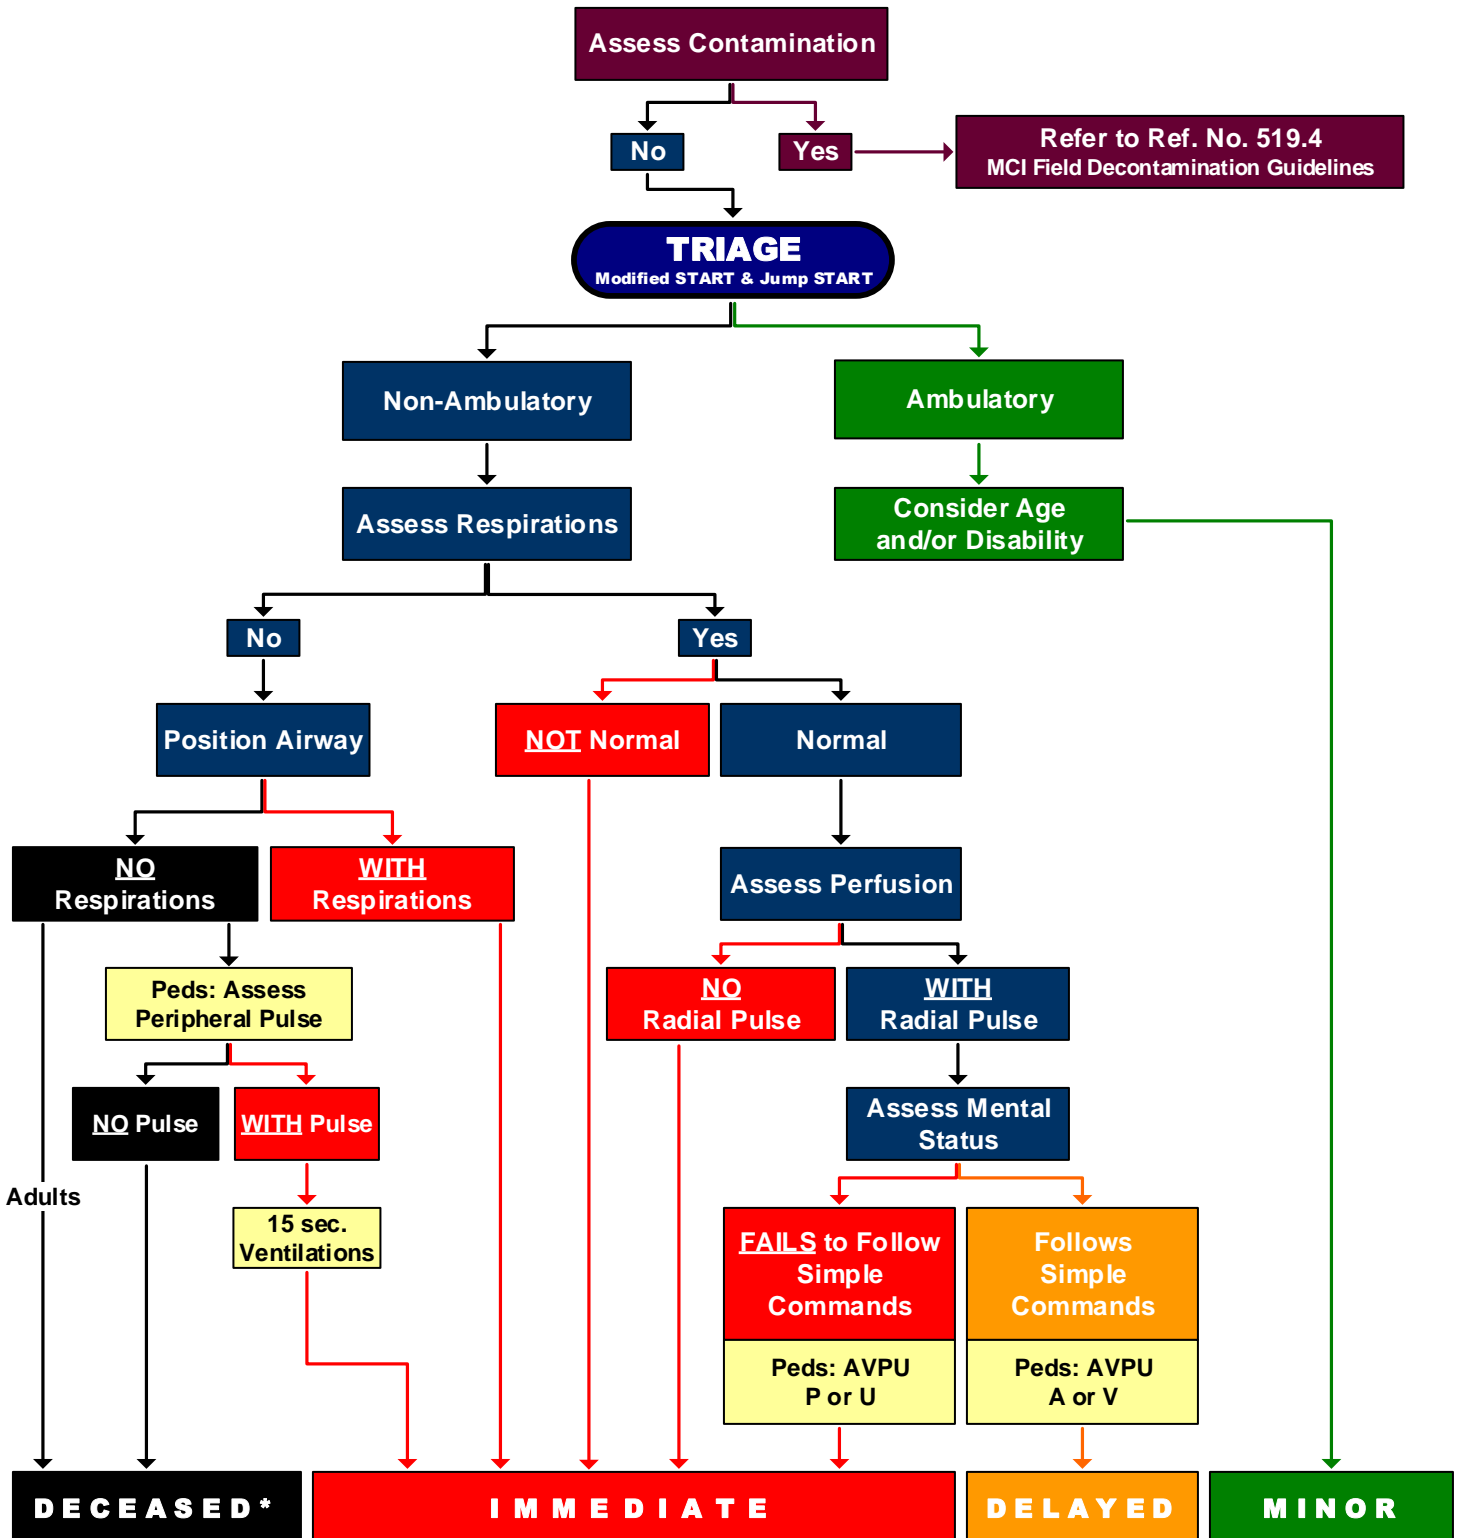 Assess Contamination
No
Yes
Refer to Ref. No. 519.4
MCI Field Decontamination Guidelines
TRIAGE
Modified START & Jump START
Non-Ambulatory
Ambulatory
Assess Respirations
Consider Age
and/or Disability
No
Yes
Position Airway
NOT Normal
Normal
NO
Respirations
WITH
Respirations
Assess Perfusion
Peds: Assess
Peripheral Pulse
NO
Radial Pulse
WITH
Radial Pulse
NO Pulse
WITH Pulse
Assess Mental
Status
Adults
15 sec.
Ventilations
FAILS to Follow
Simple
Commands
Follows
Simple
Commands
Peds: AVPU
P or U
Peds: AVPU
A or V
DECEASED*
IMMEDIATE
DELAYED
MINOR